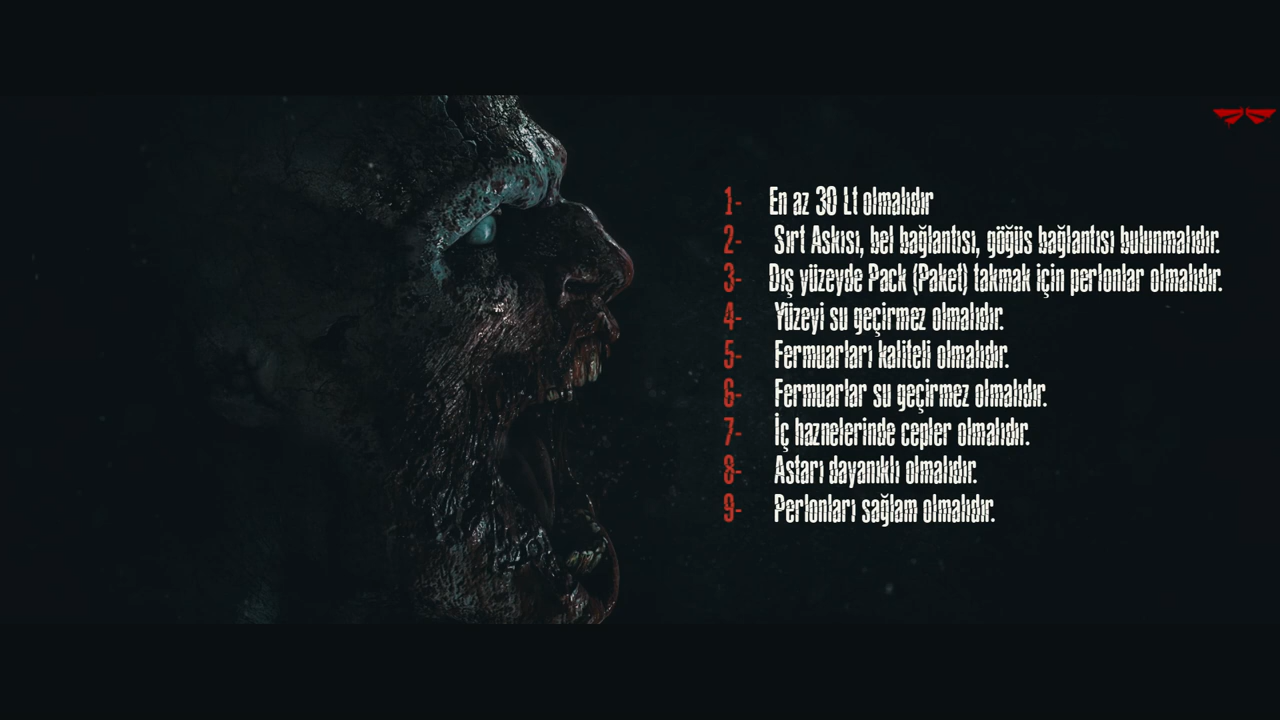 1- En az 30 Lt olmalıdır
2- Sırt Askısı, bel bağlantısı, göğüs bağlantısı bulunmalıdır.
3- Dış yüzeyde Pack (Paket) takmak için perlonlar olmalıdır.
4- Yüzeyi su geçirmez olmalıdır.
5- Fermuarları kaliteli olmalıdır.
6- Fermuarlar su geçirmez olmalıdır.
7- İç haznelerinde cepler olmalıdır.
8- Astarı dayanıklı olmalıdır.
9- Perlonları sağlam olmalıdır.